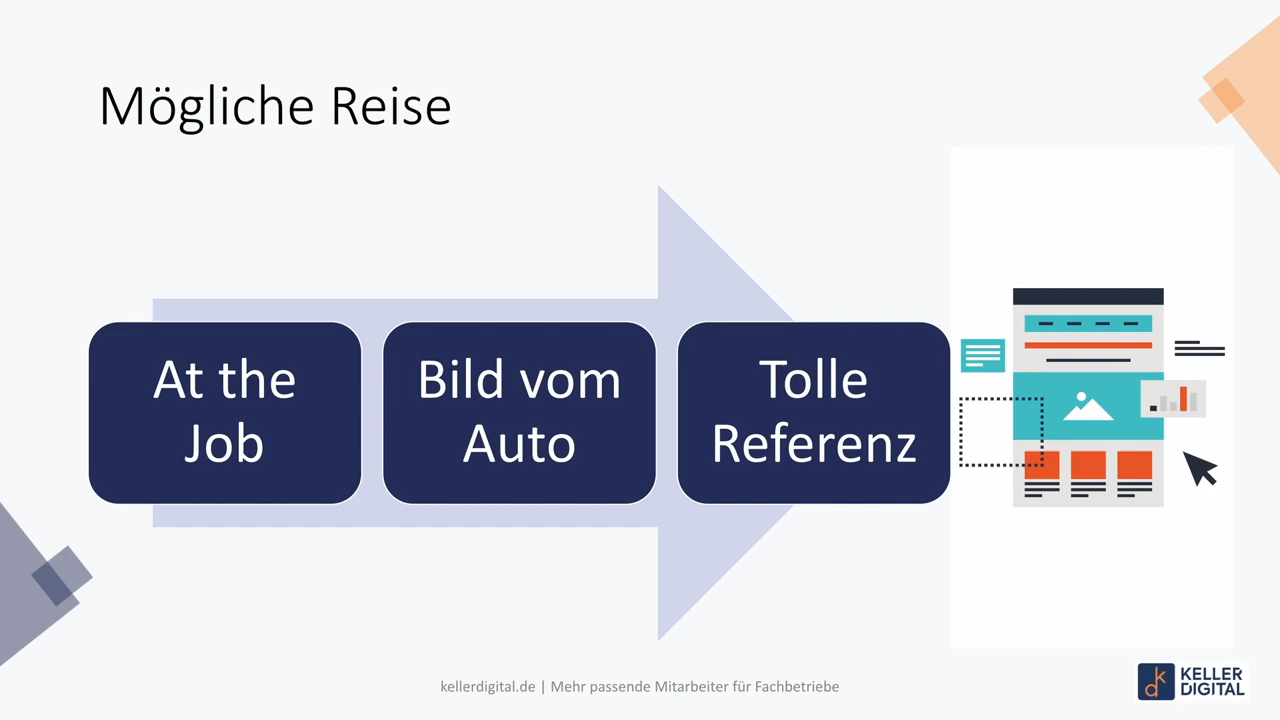 Mögliche Reise
At the
Job
Bild vom
Auto
Tolle
Referenz
kellerdigital.de | Mehr passende Mitarbeiter für Fachbetriebe
KELLER
DIGITAL